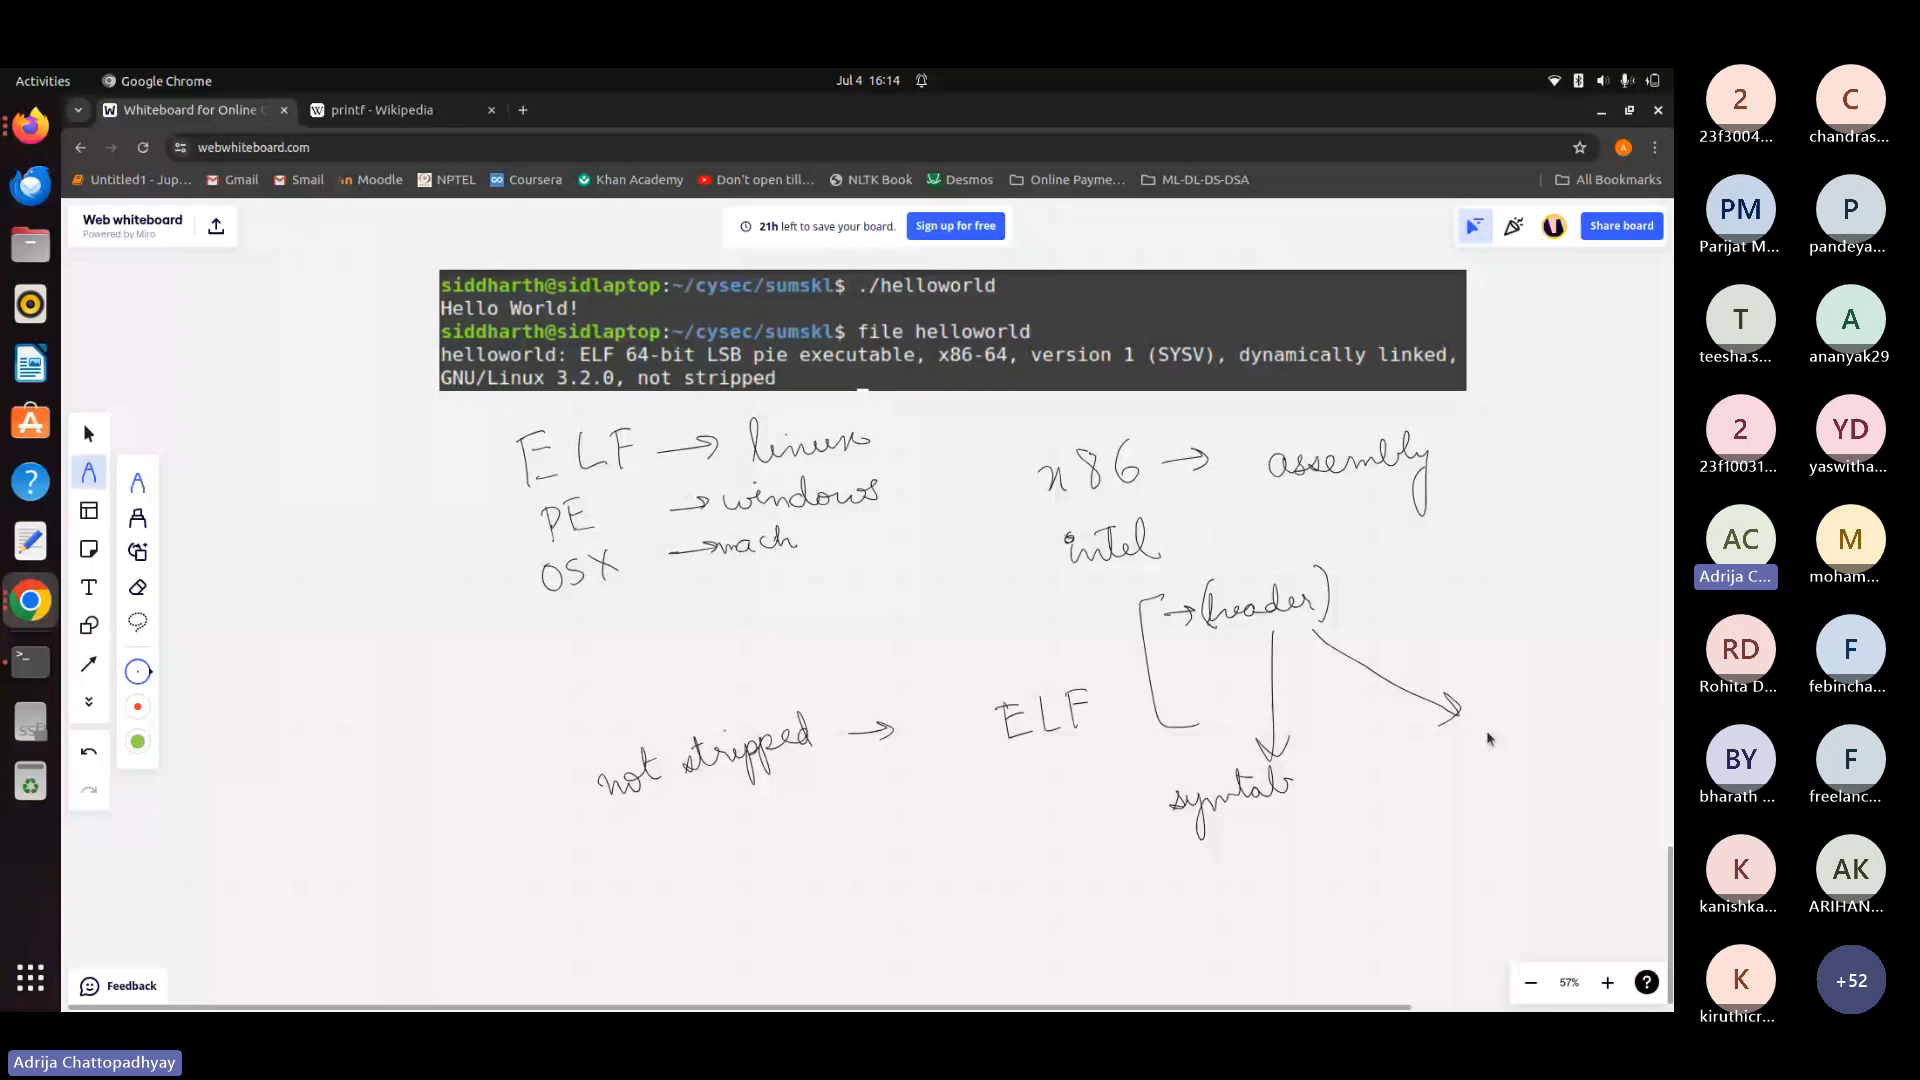 Activities Google Chrome Jul 4 16:14
Whiteboard for Online C printf - Wikipedia
webwhiteboard.com A
Untitled1 - Jup... Gmail Smail Moodle NPTEL Coursera Khan Academy Don't open till... NLTK Book Desmos Online Payme... ML-DL-DS-DSA All Bookmarks
Web whiteboard
Powered by Miro
21h left to save your board. Sign up for free
Share board
siddharth@sidlaptop:~/cysec/sumskl$ ./helloworld
Hello World!
siddharth@sidlaptop:~/cysec/sumskl$ file helloworld
helloworld: ELF 64-bit LSB pie executable, x86-64, version 1 (SYSV), dynamically linked,
GNU/Linux 3.2.0, not stripped
ELF → linux
PE → windows
OSX → mach
x86 → assembly
intel
→ (header)
not stripped → ELF
symtab
Feedback
57%
2 C
23f3004... chandras...
PM P
Parijat M... pandeya...
T A
teesha.s... ananyak29
2 YD
23f10031... yaswitha...
AC M
Adrija C... moham...
RD F
Rohita D... febincha...
BY F
bharath ... freelanc...
K AK
kanishka... ARIHAN...
K +52
kiruthicr...
Adrija Chattopadhyay